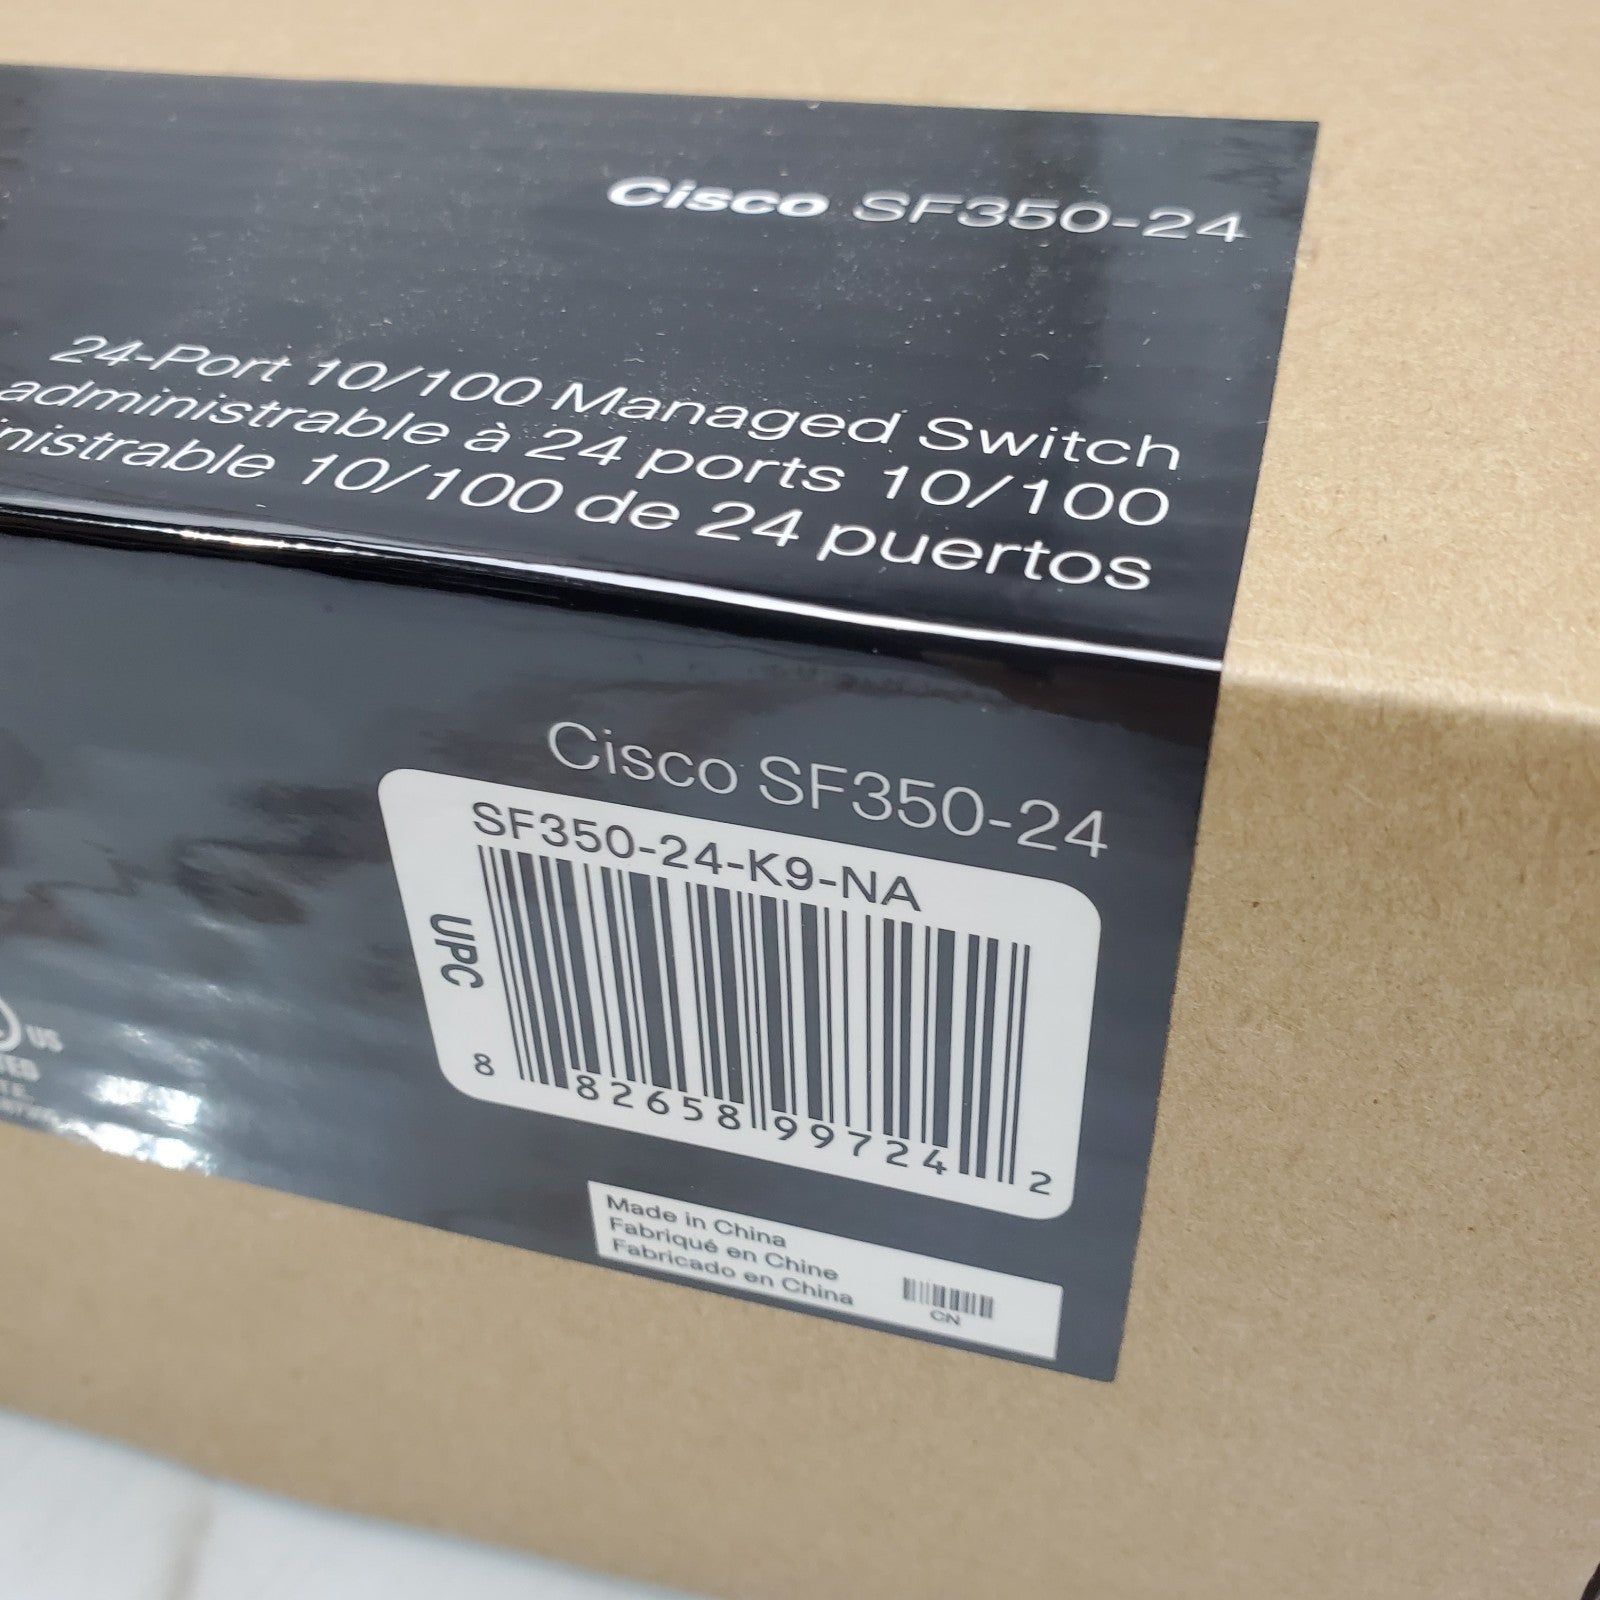 Cisco SF350-24
24-Port 10/100 Managed Switch
administrable à 24 ports 10/100
10/100 de 24 puertos
Cisco SF350-24
SF350-24-K9-NA
UPC
8 82658 99724 2
US
Made in China
Fabriqué en Chine
Fabricado en China
CN